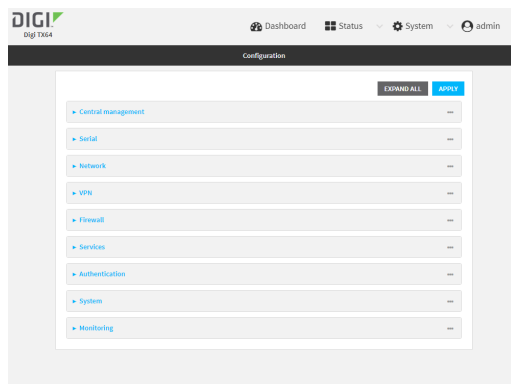 DIGI
Digi TX64
Dashboard Status System admin
Configuration
EXPAND ALL APPLY
Central management
Serial
Network
VPN
Firewall
Services
Authentication
System
Monitoring